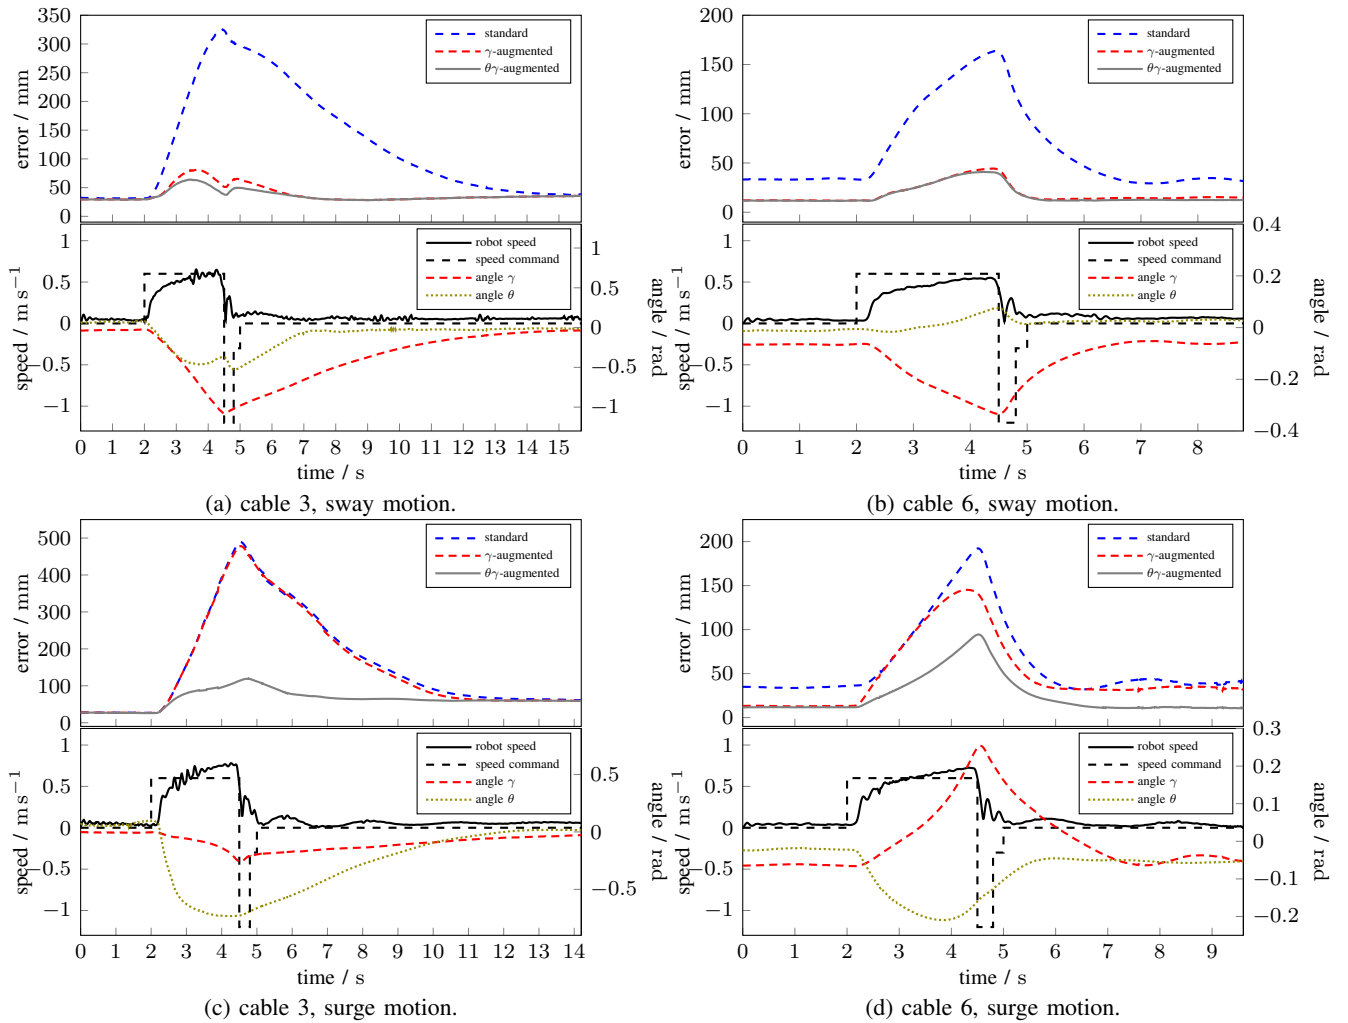 350
300
250
200
150
100
50
0
error / mm
standard
γ-augmented
θγ-augmented
1
0.5
0
−0.5
−1
speed / m s−1
robot speed
speed command
angle γ
angle θ
1
0.5
0
−0.5
−1
angle / rad
0 1 2 3 4 5 6 7 8 9 10 11 12 13 14 15
time / s
(a) cable 3, sway motion.
200
150
100
50
0
error / mm
standard
γ-augmented
θγ-augmented
1
0.5
0
−0.5
−1
speed / m s−1
robot speed
speed command
angle γ
angle θ
0.4
0.2
0
−0.2
−0.4
angle / rad
0 1 2 3 4 5 6 7 8
time / s
(b) cable 6, sway motion.
500
400
300
200
100
0
error / mm
standard
γ-augmented
θγ-augmented
1
0.5
0
−0.5
−1
speed / m s−1
robot speed
speed command
angle γ
angle θ
0.5
0
−0.5
angle / rad
0 1 2 3 4 5 6 7 8 9 10 11 12 13 14
time / s
(c) cable 3, surge motion.
200
150
100
50
0
error / mm
standard
γ-augmented
θγ-augmented
1
0.5
0
−0.5
−1
speed / m s−1
robot speed
speed command
angle γ
angle θ
0.3
0.2
0.1
0
−0.1
−0.2
angle / rad
0 1 2 3 4 5 6 7 8 9
time / s
(d) cable 6, surge motion.